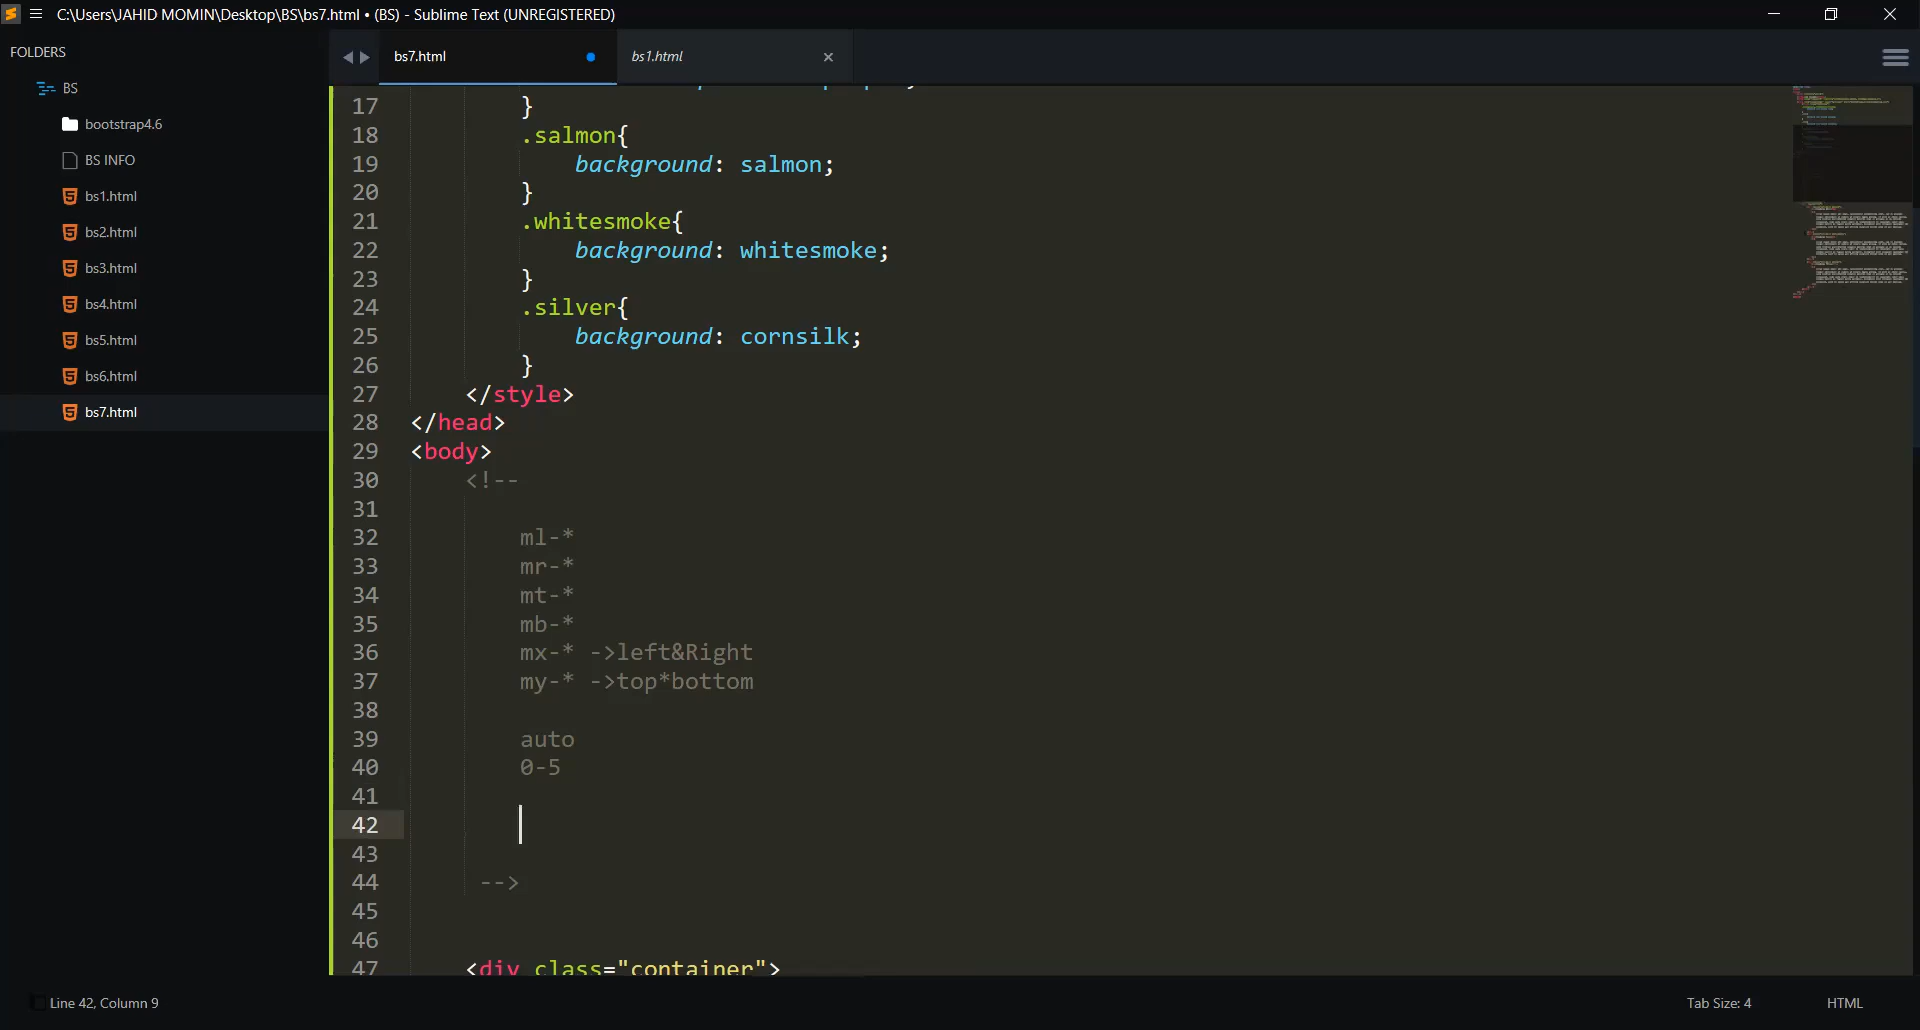 C:\Users\JAHID MOMIN\Desktop\BS\bs7.html • (BS) - Sublime Text (UNREGISTERED)
FOLDERS
BS
bootstrap4.6
BS INFO
bs1.html
bs2.html
bs3.html
bs4.html
bs5.html
bs6.html
bs7.html
bs7.html
bs1.html
17 }
18 .salmon{
19 background: salmon;
20 }
21 .whitesmoke{
22 background: whitesmoke;
23 }
24 .silver{
25 background: cornsilk;
26 }
27 </style>
28 </head>
29 <body>
30 <!--
31
32 ml-*
33 mr-*
34 mt-*
35 mb-*
36 mx-* ->left&Right
37 my-* ->top*bottom
38
39 auto
40 0-5
41
42
43
44 -->
45
46
47 <div class="container">
Line 42, Column 9
Tab Size: 4
HTML